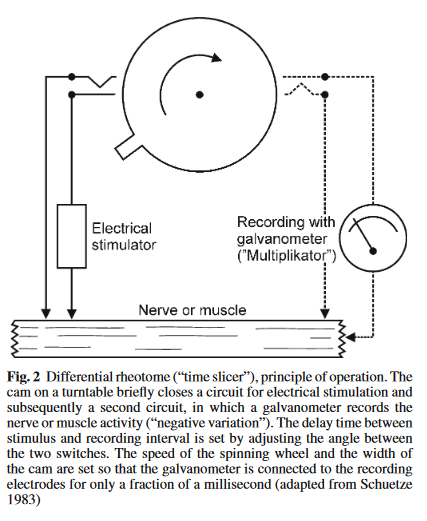 Electrical
stimulator
Recording with
galvanometer
("Multiplikator")
Nerve or muscle
Fig. 2 Differential rheotome (“time slicer”), principle of operation. The
cam on a turntable briefly closes a circuit for electrical stimulation and
subsequently a second circuit, in which a galvanometer records the
nerve or muscle activity (“negative variation”). The delay time between
stimulus and recording interval is set by adjusting the angle between
the two switches. The speed of the spinning wheel and the width of
the cam are set so that the galvanometer is connected to the recording
electrodes for only a fraction of a millisecond (adapted from Schuetze
1983)